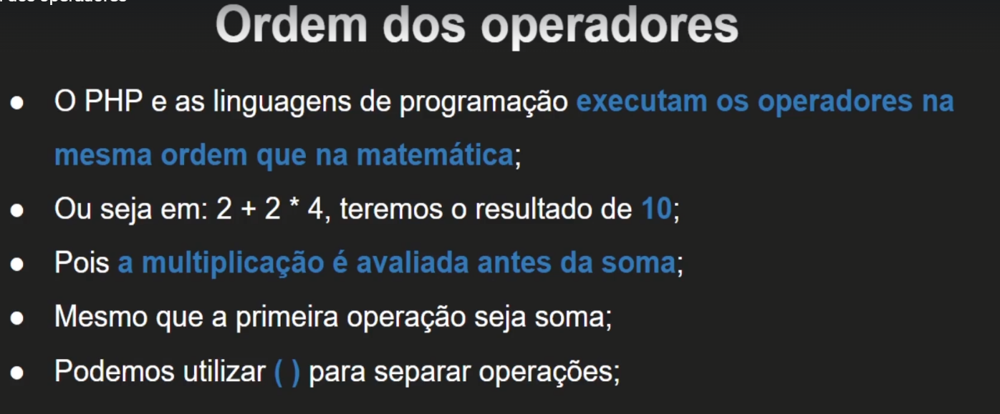 dos operadores
Ordem dos operadores
● O PHP e as linguagens de programação executam os operadores na
mesma ordem que na matemática;
● Ou seja em: 2 + 2 * 4, teremos o resultado de 10;
● Pois a multiplicação é avaliada antes da soma;
● Mesmo que a primeira operação seja soma;
● Podemos utilizar ( ) para separar operações;